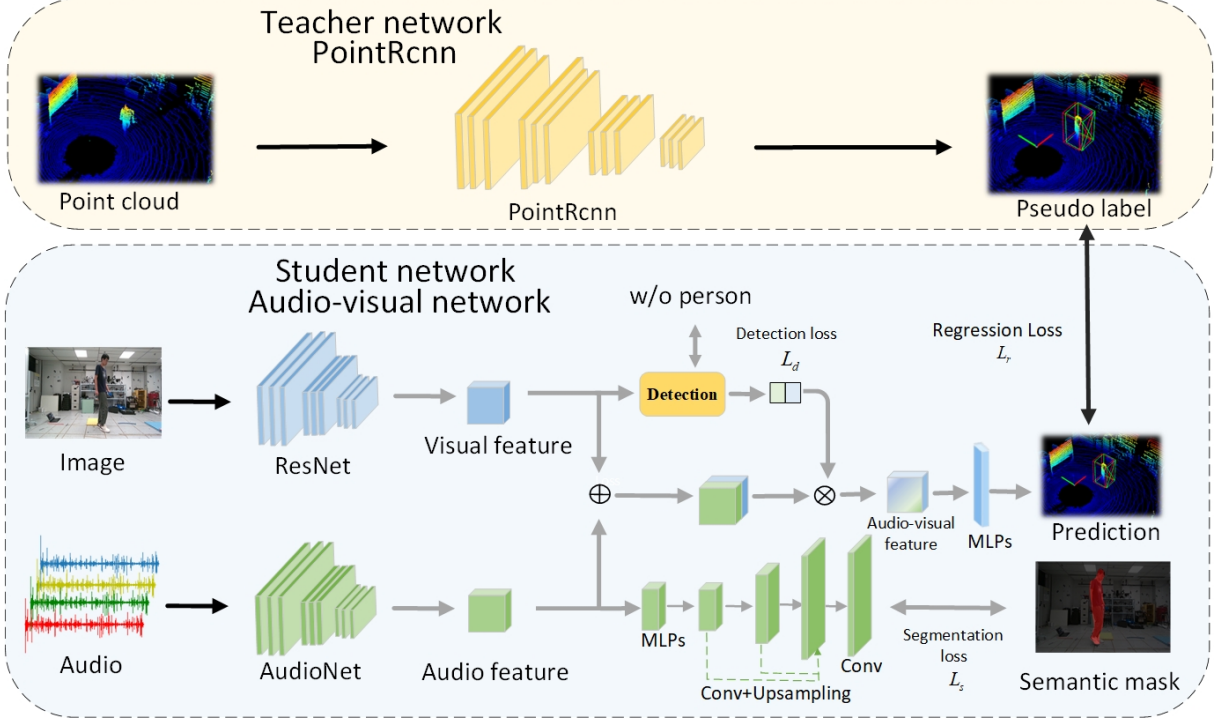 Teacher network
PointRcnn
Point cloud
PointRcnn
Pseudo label
Student network
Audio-visual network
w/o person
Detection loss
L_d
Regression Loss
L_r
Detection
Image
ResNet
Visual feature
Audio-visual
feature
MLPs
Prediction
Audio
AudioNet
Audio feature
MLPs
Conv+Upsampling
Conv
Segmentation
loss
L_s
Semantic mask